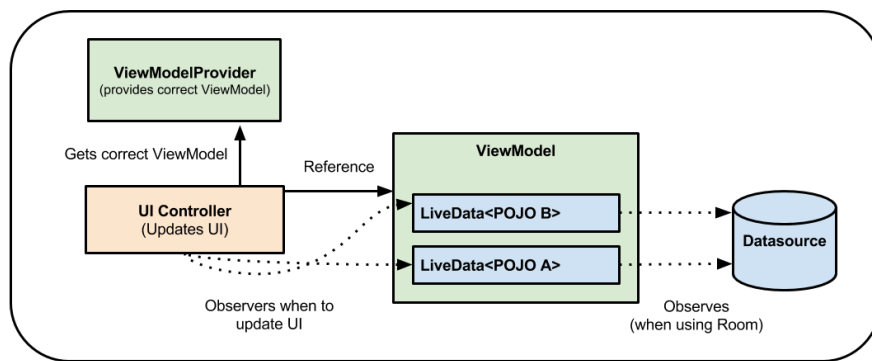 ViewModelProvider
(provides correct ViewModel)
Gets correct ViewModel
Reference
ViewModel
UI Controller
(Updates UI)
LiveData<POJO B>
LiveData<POJO A>
Datasource
Observers when to
update UI
Observes
(when using Room)